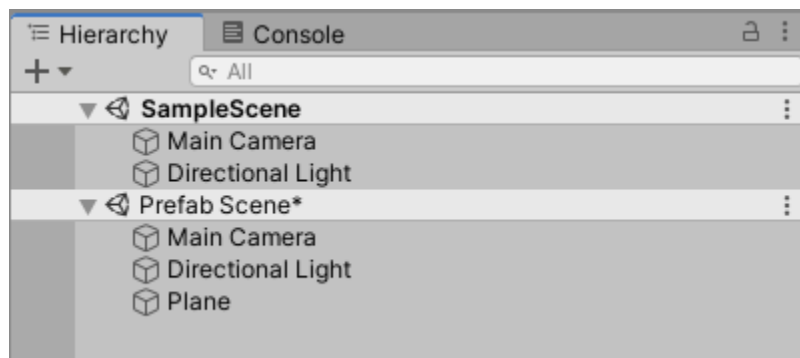 Hierarchy Console
All
SampleScene
Main Camera
Directional Light
Prefab Scene*
Main Camera
Directional Light
Plane